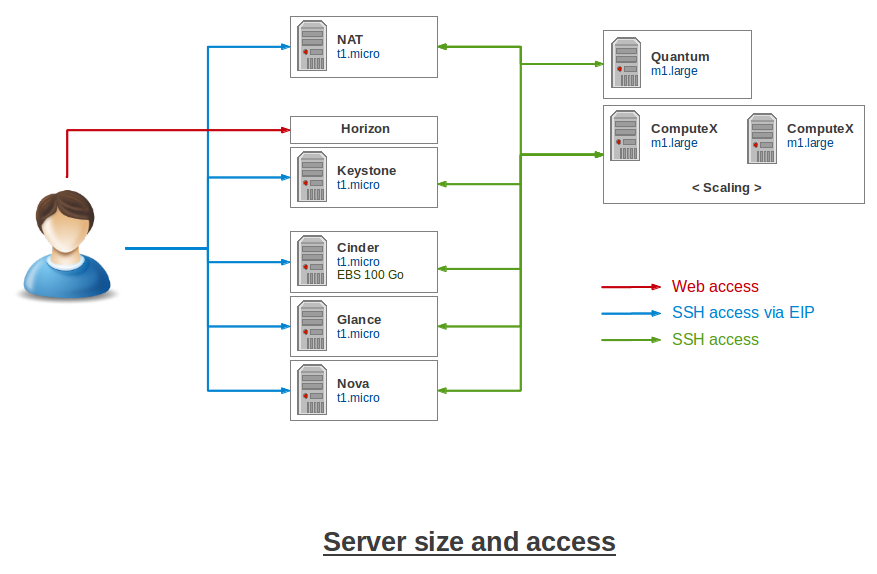 NAT
t1.micro
Horizon
Keystone
t1.micro
Cinder
t1.micro
EBS 100 Go
Glance
t1.micro
Nova
t1.micro
Quantum
m1.large
ComputeX
m1.large
ComputeX
m1.large
< Scaling >
Web access
SSH access via EIP
SSH access
Server size and access